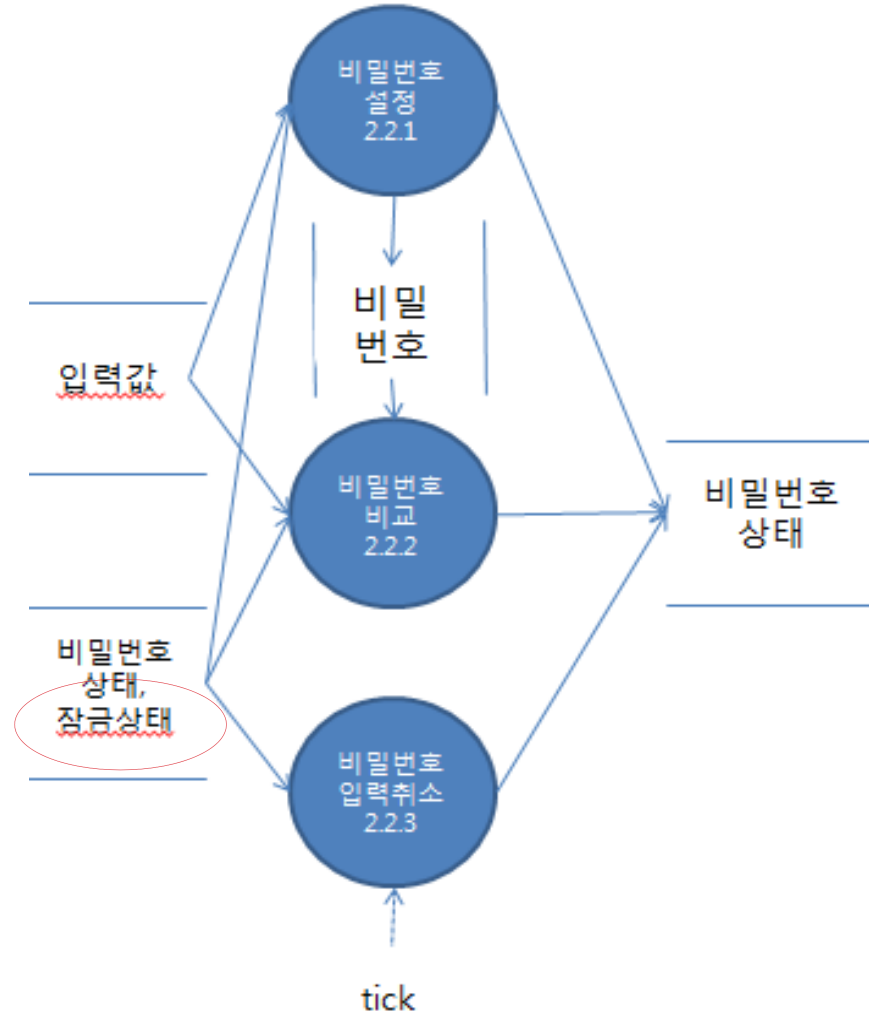 비밀번호
설정
2.2.1
비밀
번호
입력값
비밀번호
비교
2.2.2
비밀번호
상태
비밀번호
상태,
잠금상태
비밀번호
입력취소
2.2.3
tick